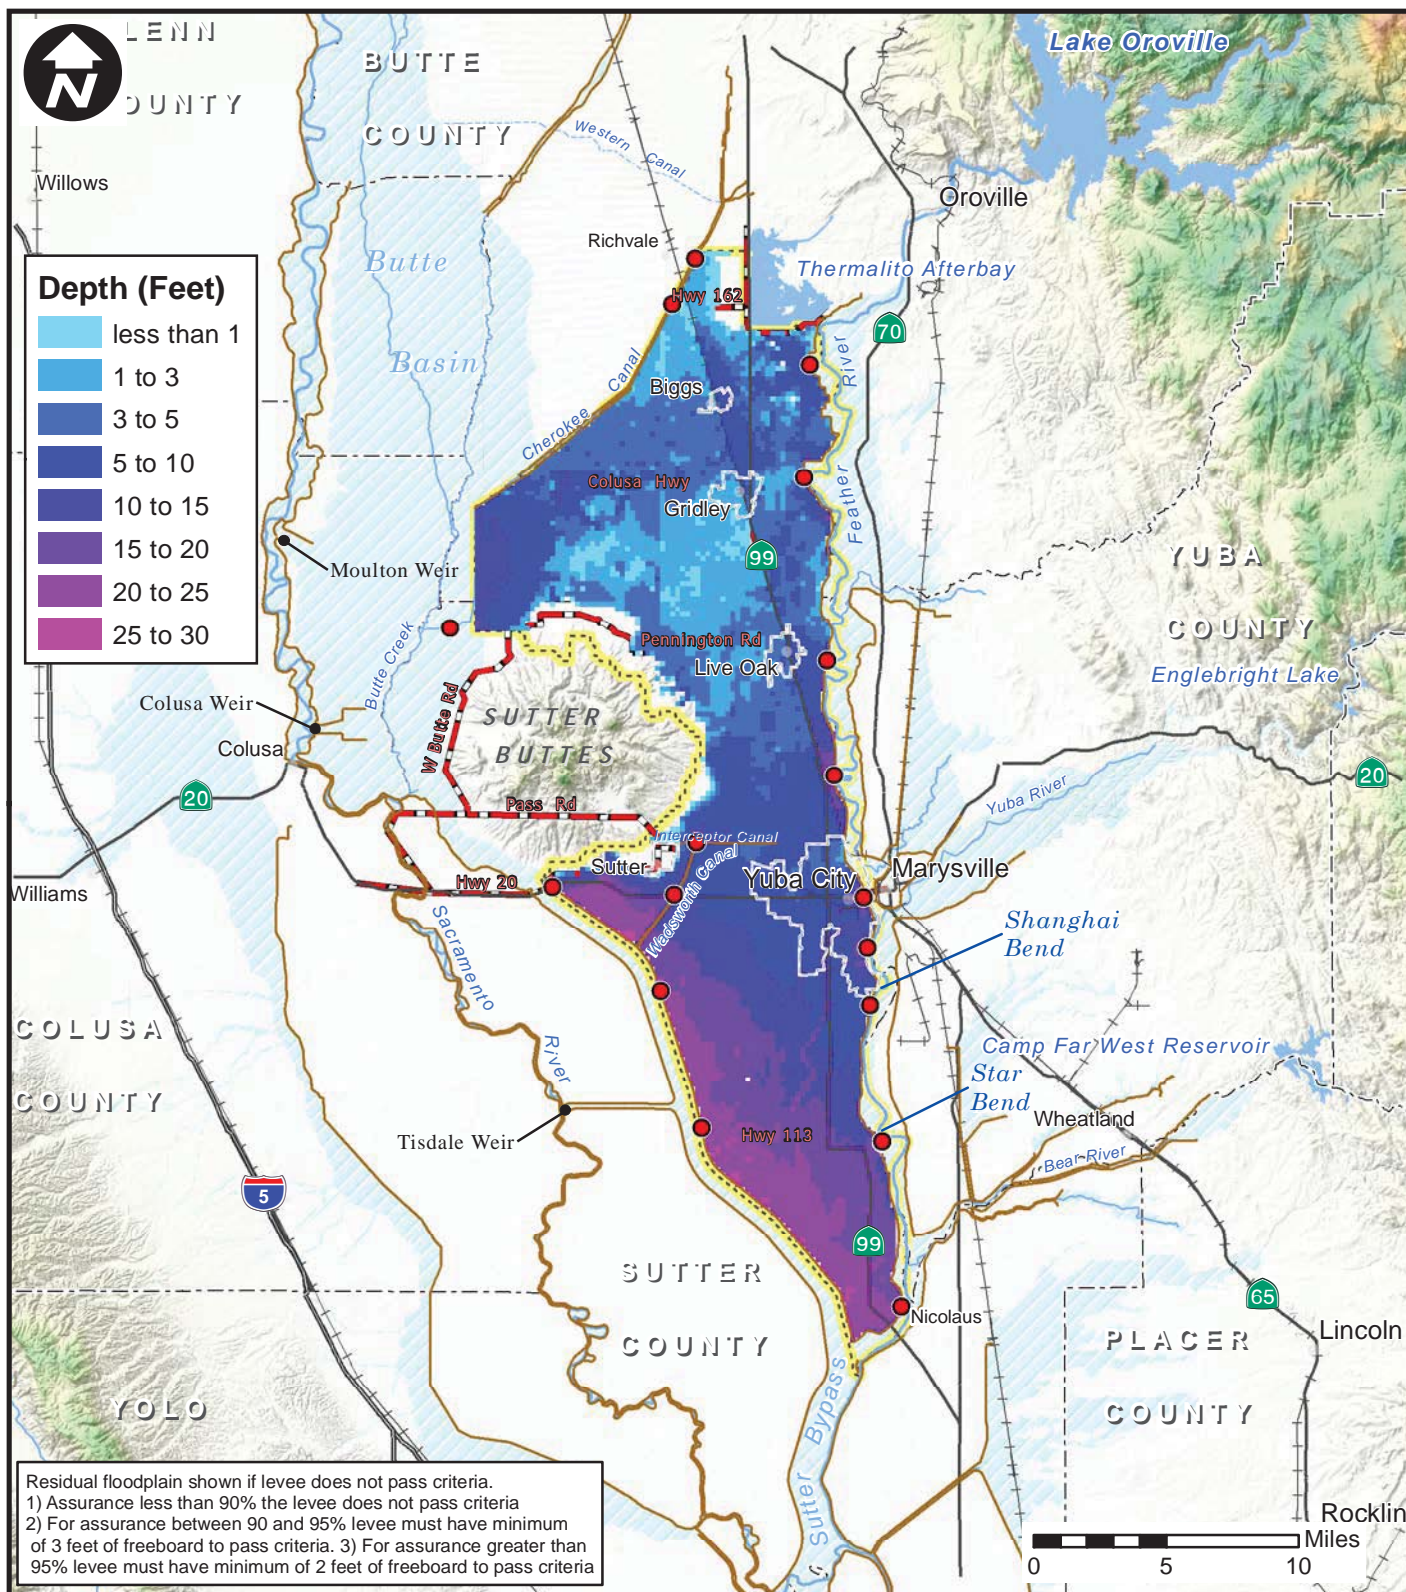 LENN
OUNTY
BUTTE
COUNTY
Lake Oroville
Western Canal
Willows
Oroville
Richvale
Butte
Basin
Thermalito Afterbay
Hwy 162
70
Depth (Feet)
less than 1
1 to 3
3 to 5
5 to 10
10 to 15
15 to 20
20 to 25
25 to 30
Cherokee Canal
Biggs
Feather River
Colusa Hwy
Gridley
99
Moulton Weir
YUBA
COUNTY
Butte Creek
Pennington Rd
Live Oak
Englebright Lake
Colusa Weir
Colusa
W Butte Rd
SUTTER
BUTTES
20
20
Pass Rd
Yuba River
Interceptor Canal
Sutter
Wadsworth Canal
Yuba City
Marysville
Williams
Hwy 20
Sacramento River
Shanghai
Bend
COLUSA
COUNTY
Camp Far West Reservoir
Star
Bend
Wheatland
Tisdale Weir
Hwy 113
Bear River
5
99
SUTTER
COUNTY
65
Nicolaus
PLACER
COUNTY
Lincoln
YOLO
Sutter Bypass
Residual floodplain shown if levee does not pass criteria.
1) Assurance less than 90% the levee does not pass criteria
2) For assurance between 90 and 95% levee must have minimum
of 3 feet of freeboard to pass criteria. 3) For assurance greater than
95% levee must have minimum of 2 feet of freeboard to pass criteria
Rocklin
Miles
0 5 10
N